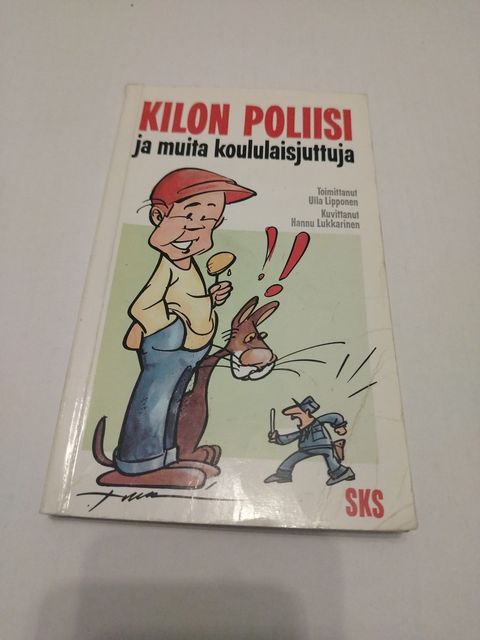 KILON POLIISI
ja muita koululaisjuttuja
Toimittanut
Ulla Lipponen
Kuvittanut
Hannu Lukkarinen
!!
SKS